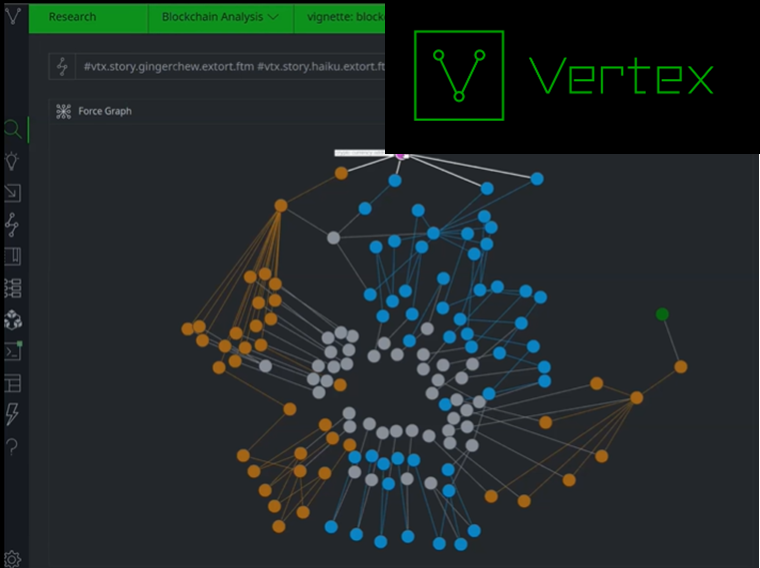 Research
Blockchain Analysis
vignette: block
Vertex
#vtx.story.gingerchew.extort.ftm #vtx.story.haiku.extort.ft
Force Graph